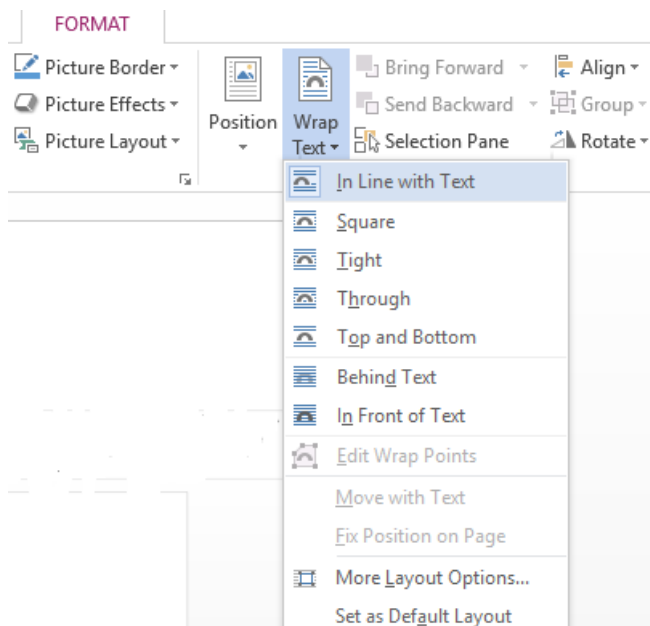 FORMAT
Picture Border
Picture Effects
Picture Layout
Position
Wrap
Text
Bring Forward
Send Backward
Selection Pane
Align
Group
Rotate
In Line with Text
Square
Tight
Through
Top and Bottom
Behind Text
In Front of Text
Edit Wrap Points
Move with Text
Fix Position on Page
More Layout Options...
Set as Default Layout